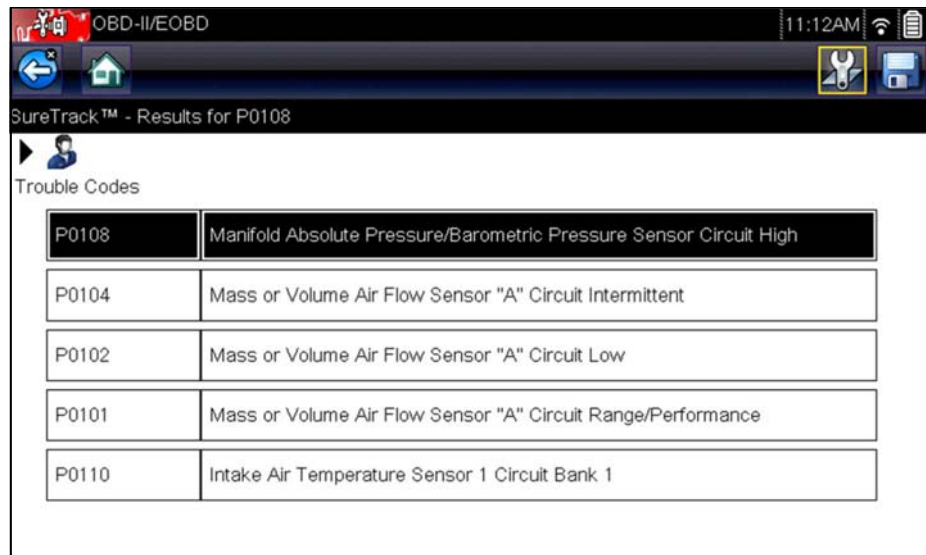 OBD-II/EOBD 11:12AM
SureTrack™ - Results for P0108
Trouble Codes
P0108 Manifold Absolute Pressure/Barometric Pressure Sensor Circuit High
P0104 Mass or Volume Air Flow Sensor "A" Circuit Intermittent
P0102 Mass or Volume Air Flow Sensor "A" Circuit Low
P0101 Mass or Volume Air Flow Sensor "A" Circuit Range/Performance
P0110 Intake Air Temperature Sensor 1 Circuit Bank 1